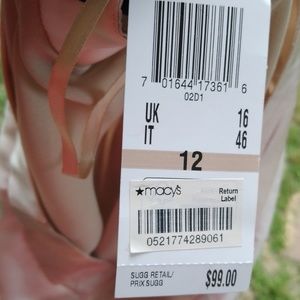 7 01644 17361 6
02D1
UK 16
IT 46
12
★macy's
Return
Label
0521774289061
SUGG RETAIL/
PRIX SUGG $99.00